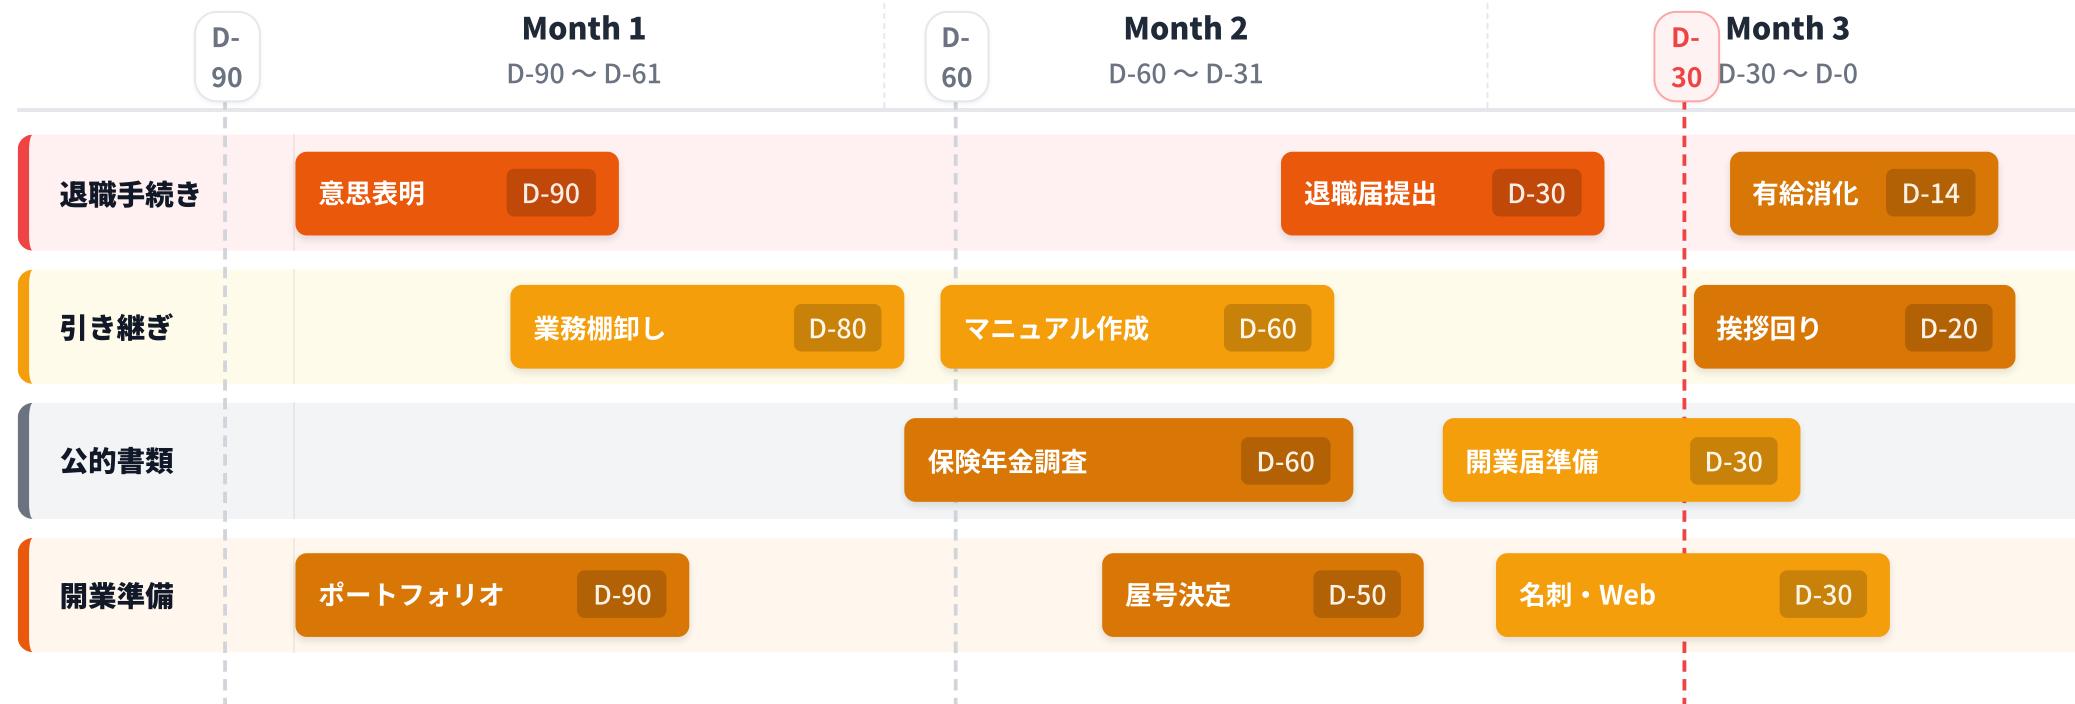 D-
90
Month 1
D-90 〜 D-61
D-
60
Month 2
D-60 〜 D-31
D-
30
Month 3
D-30 〜 D-0
退職手続き
意思表明 D-90
退職届提出 D-30
有給消化 D-14
引き継ぎ
業務棚卸し D-80
マニュアル作成 D-60
挨拶回り D-20
公的書類
保険年金調査 D-60
開業届準備 D-30
開業準備
ポートフォリオ D-90
屋号決定 D-50
名刺・Web D-30